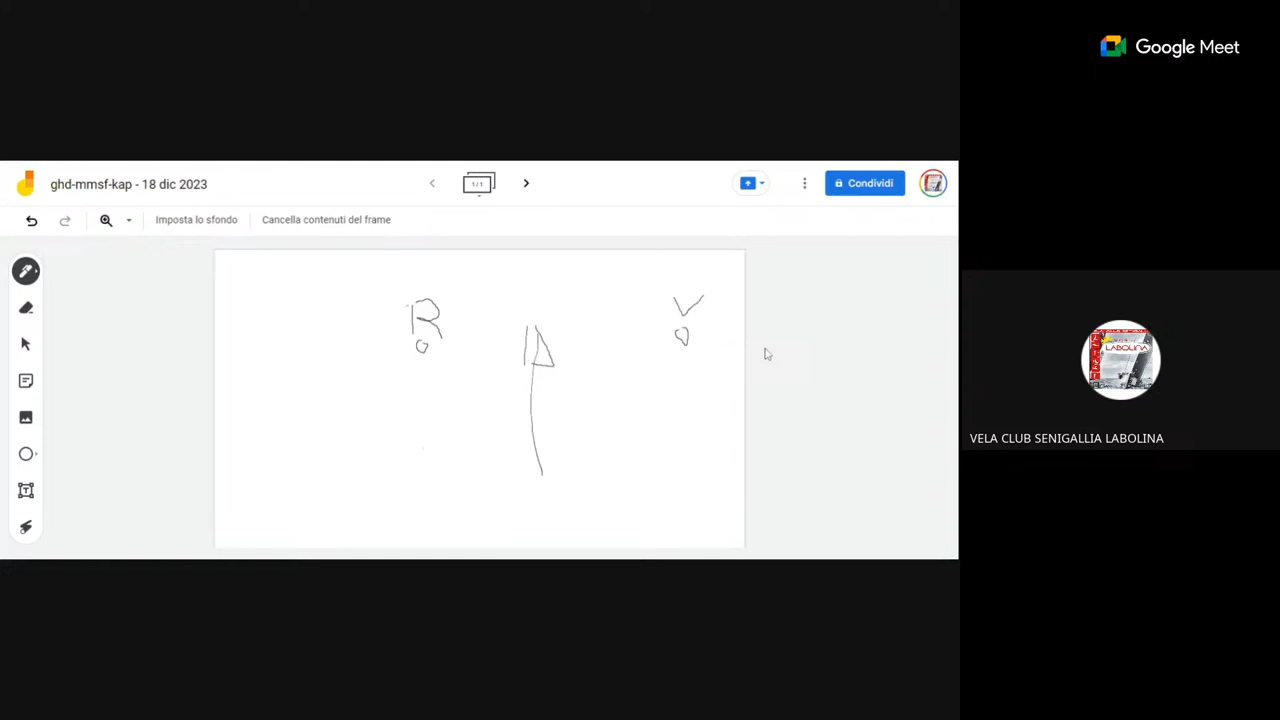 Google Meet
ghd-mmsf-kap - 18 dic 2023
1/1
Condividi
Imposta lo sfondo
Cancella contenuti del frame
R
V
LABOLINA
VELA CLUB SENIGALLIA LABOLINA